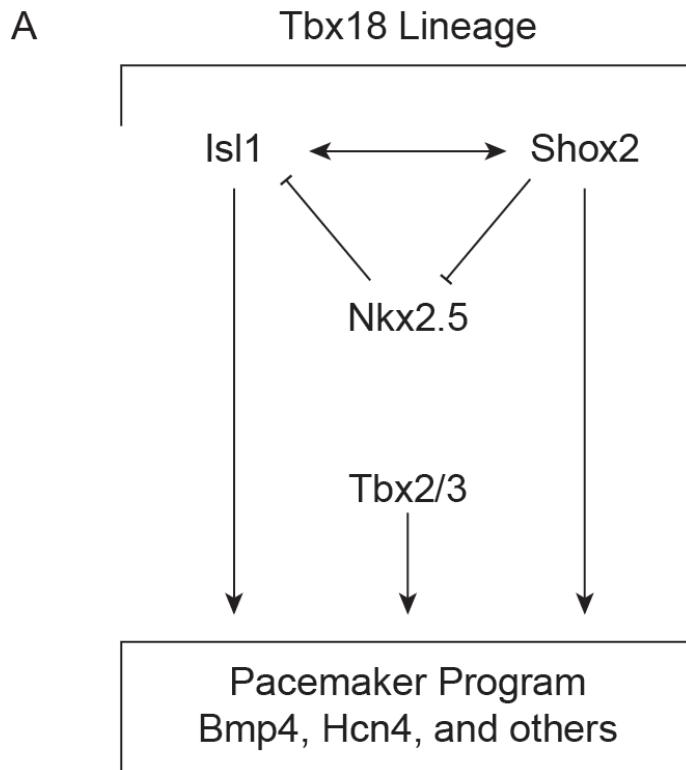 A
Tbx18 Lineage
Isl1
Shox2
Nkx2.5
Tbx2/3
Pacemaker Program
Bmp4, Hcn4, and others